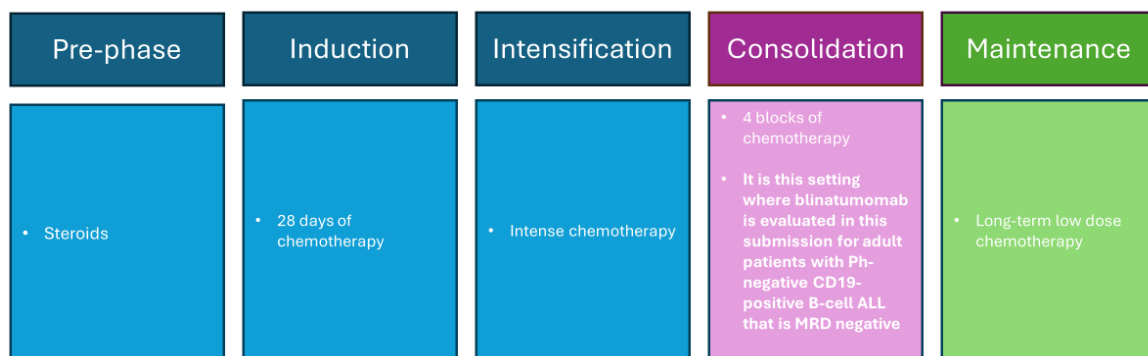 Pre-phase
Induction
Intensification
Consolidation
Maintenance
• Steroids
• 28 days of
chemotherapy
• Intense chemotherapy
• 4 blocks of
chemotherapy
• It is this setting
where blinatumomab
is evaluated in this
submission for adult
patients with Ph-
negative CD19-
positive B-cell ALL
that is MRD negative
• Long-term low dose
chemotherapy